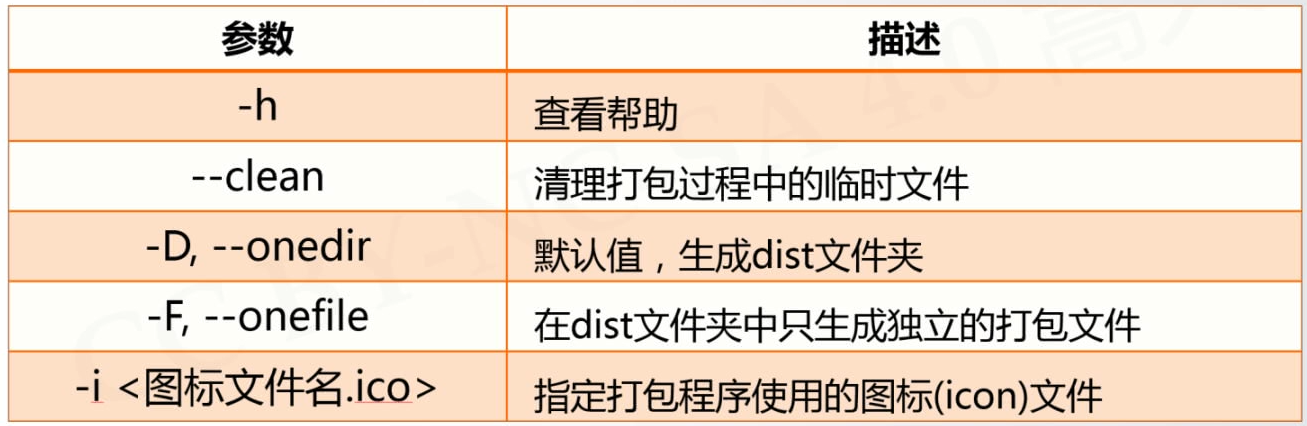 参数 描述
-h 查看帮助
--clean 清理打包过程中的临时文件
-D, --onedir 默认值，生成dist文件夹
-F, --onefile 在dist文件夹中只生成独立的打包文件
-i <图标文件名.ico> 指定打包程序使用的图标(icon)文件
CC BY-NC SA 4.0 高